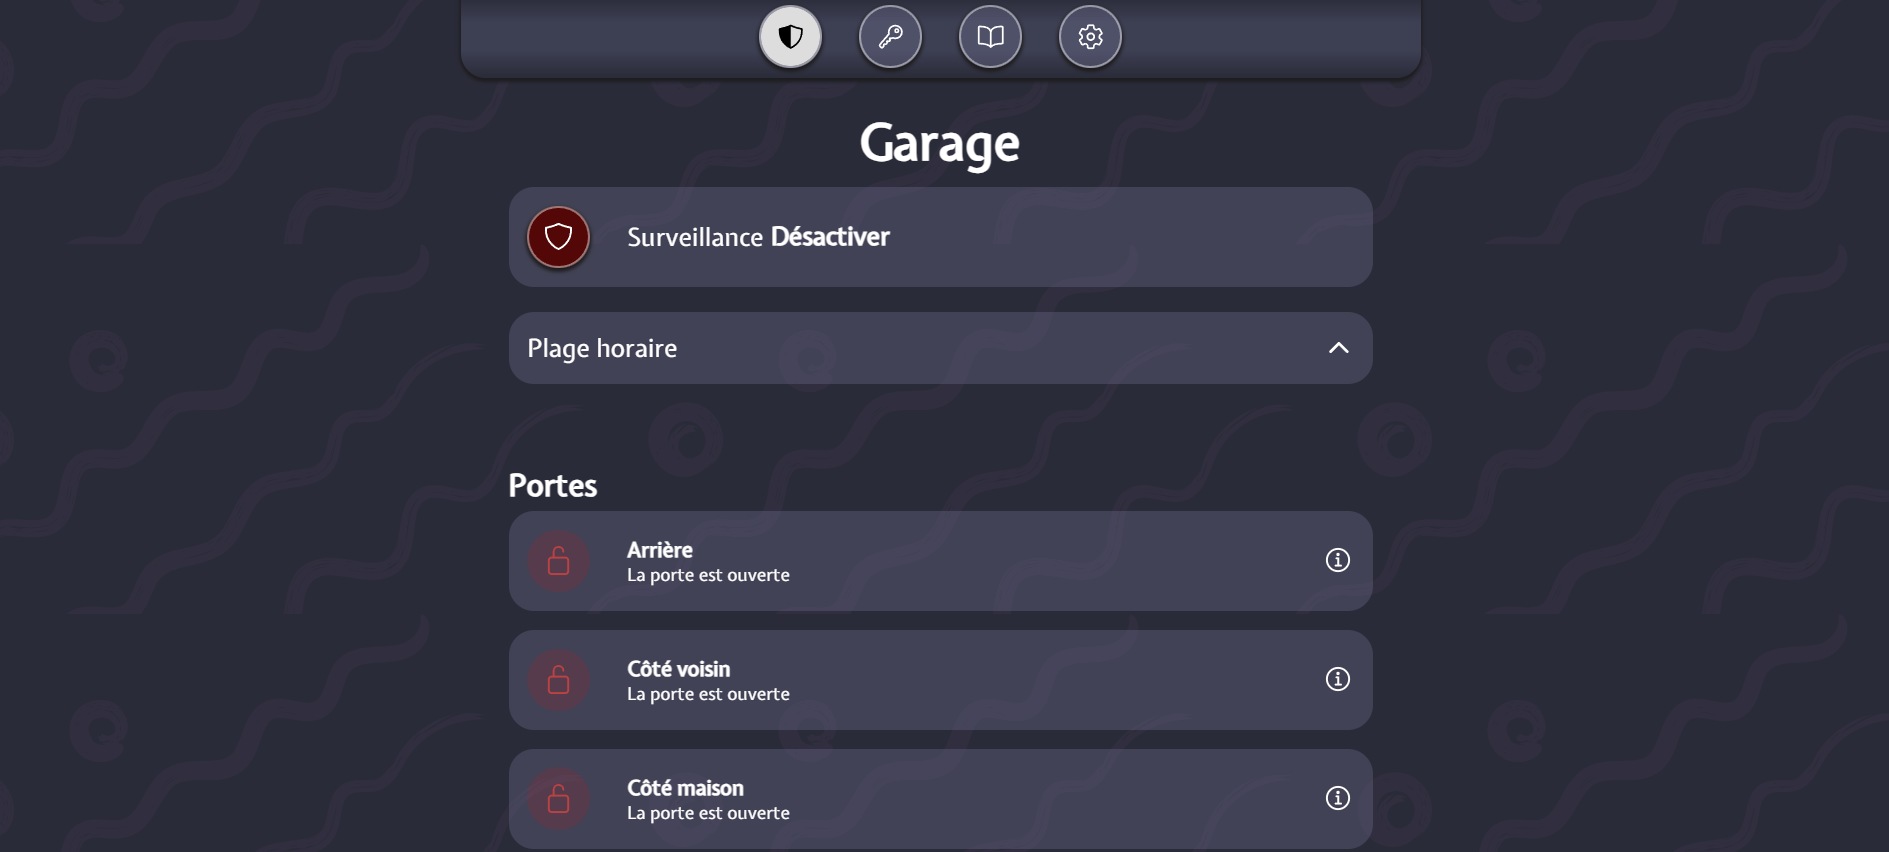 Garage
Surveillance Désactiver
Plage horaire
Portes
Arrière
La porte est ouverte
Côté voisin
La porte est ouverte
Côté maison
La porte est ouverte